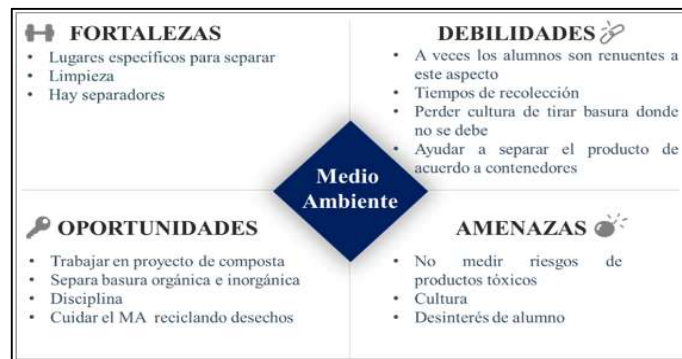 FORTALEZAS
• Lugares específicos para separar
• Limpieza
• Hay separadores
DEBILIDADES
• A veces los alumnos son renuentes a
este aspecto
• Tiempos de recolección
• Perder cultura de tirar basura donde
no se debe
• Ayudar a separar el producto de
acuerdo a contenedores
Medio
Ambiente
OPORTUNIDADES
• Trabajar en proyecto de composta
• Separa basura orgánica e inorgánica
• Disciplina
• Cuidar el MA reciclando desechos
AMENAZAS
• No medir riesgos de
productos tóxicos
• Cultura
• Desinterés de alumno